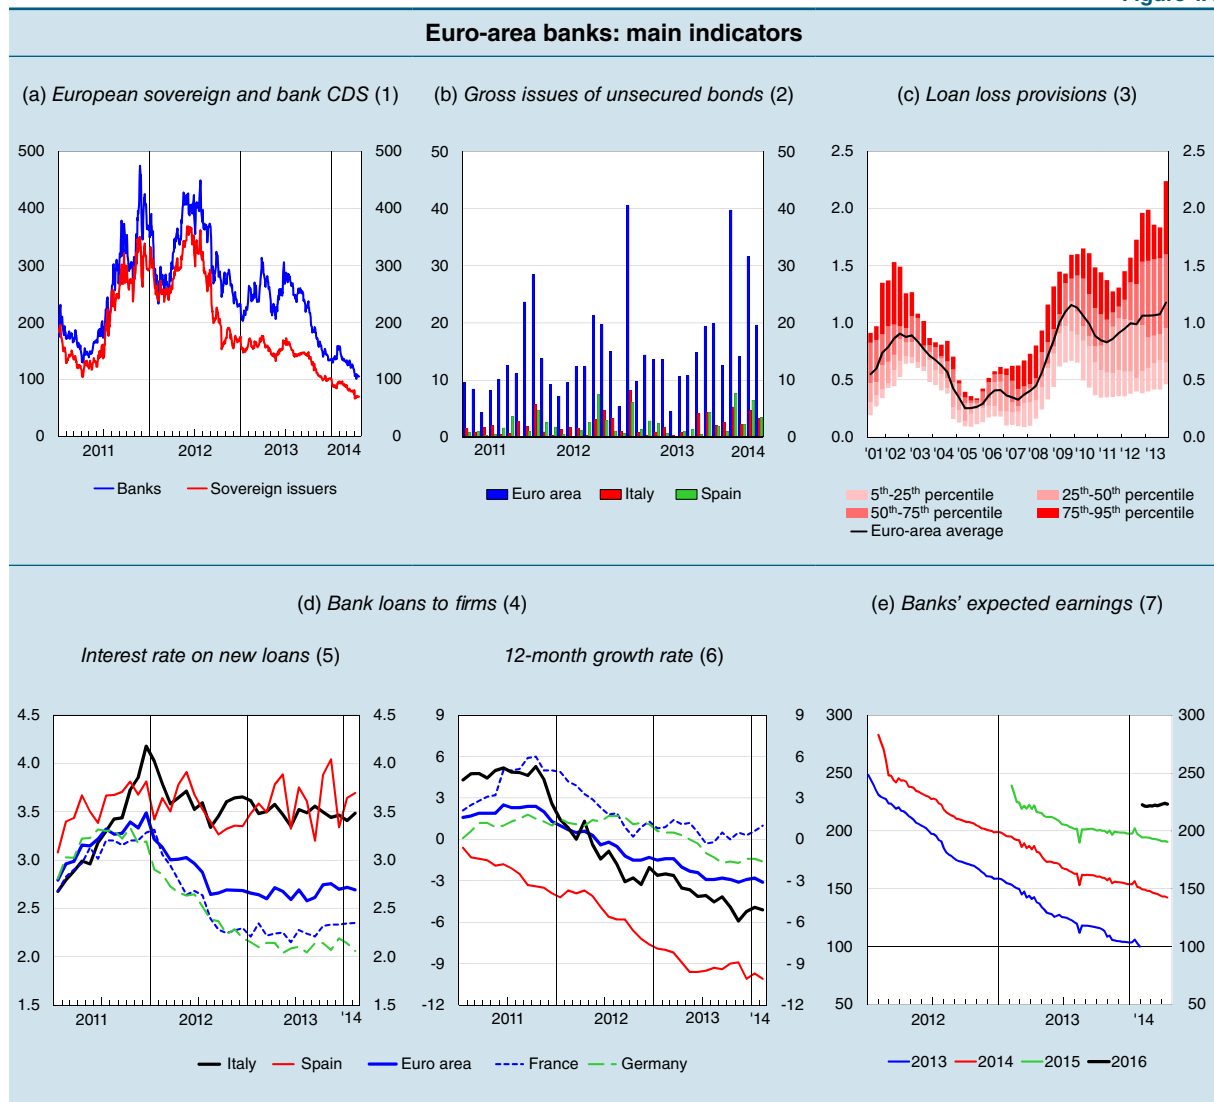 Euro-area banks: main indicators
(a) European sovereign and bank CDS (1)
(b) Gross issues of unsecured bonds (2)
(c) Loan loss provisions (3)
500 500 50 50 2.5 2.5
400 400 40 40 2.0 2.0
300 300 30 30 1.5 1.5
200 200 20 20 1.0 1.0
100 100 10 10 0.5 0.5
0 0 0 0 0.0 0.0
2011 2012 2013 2014
2011 2012 2013 2014
'01 '02 '03 '04 '05 '06 '07 '08 '09 '10 '11 '12 '13
Banks Sovereign issuers
Euro area Italy Spain
5th-25th percentile 25th-50th percentile
50th-75th percentile 75th-95th percentile
Euro-area average
(d) Bank loans to firms (4)
(e) Banks' expected earnings (7)
Interest rate on new loans (5)
12-month growth rate (6)
4.5 4.5 9 9 300 300
4.0 4.0 6 6 250 250
3.5 3.5 3 3 200 200
3.0 3.0 0 0 150 150
2.5 2.5 -3 - 3 100 100
2.0 2.0 -6 - 6 50 50
1.5 1.5 -9 - 9
-12 -12
2011 2012 2013 '14
2011 2012 2013 '14
2012 2013 '14
Italy Spain Euro area France Germany
2013 2014 2015 2016